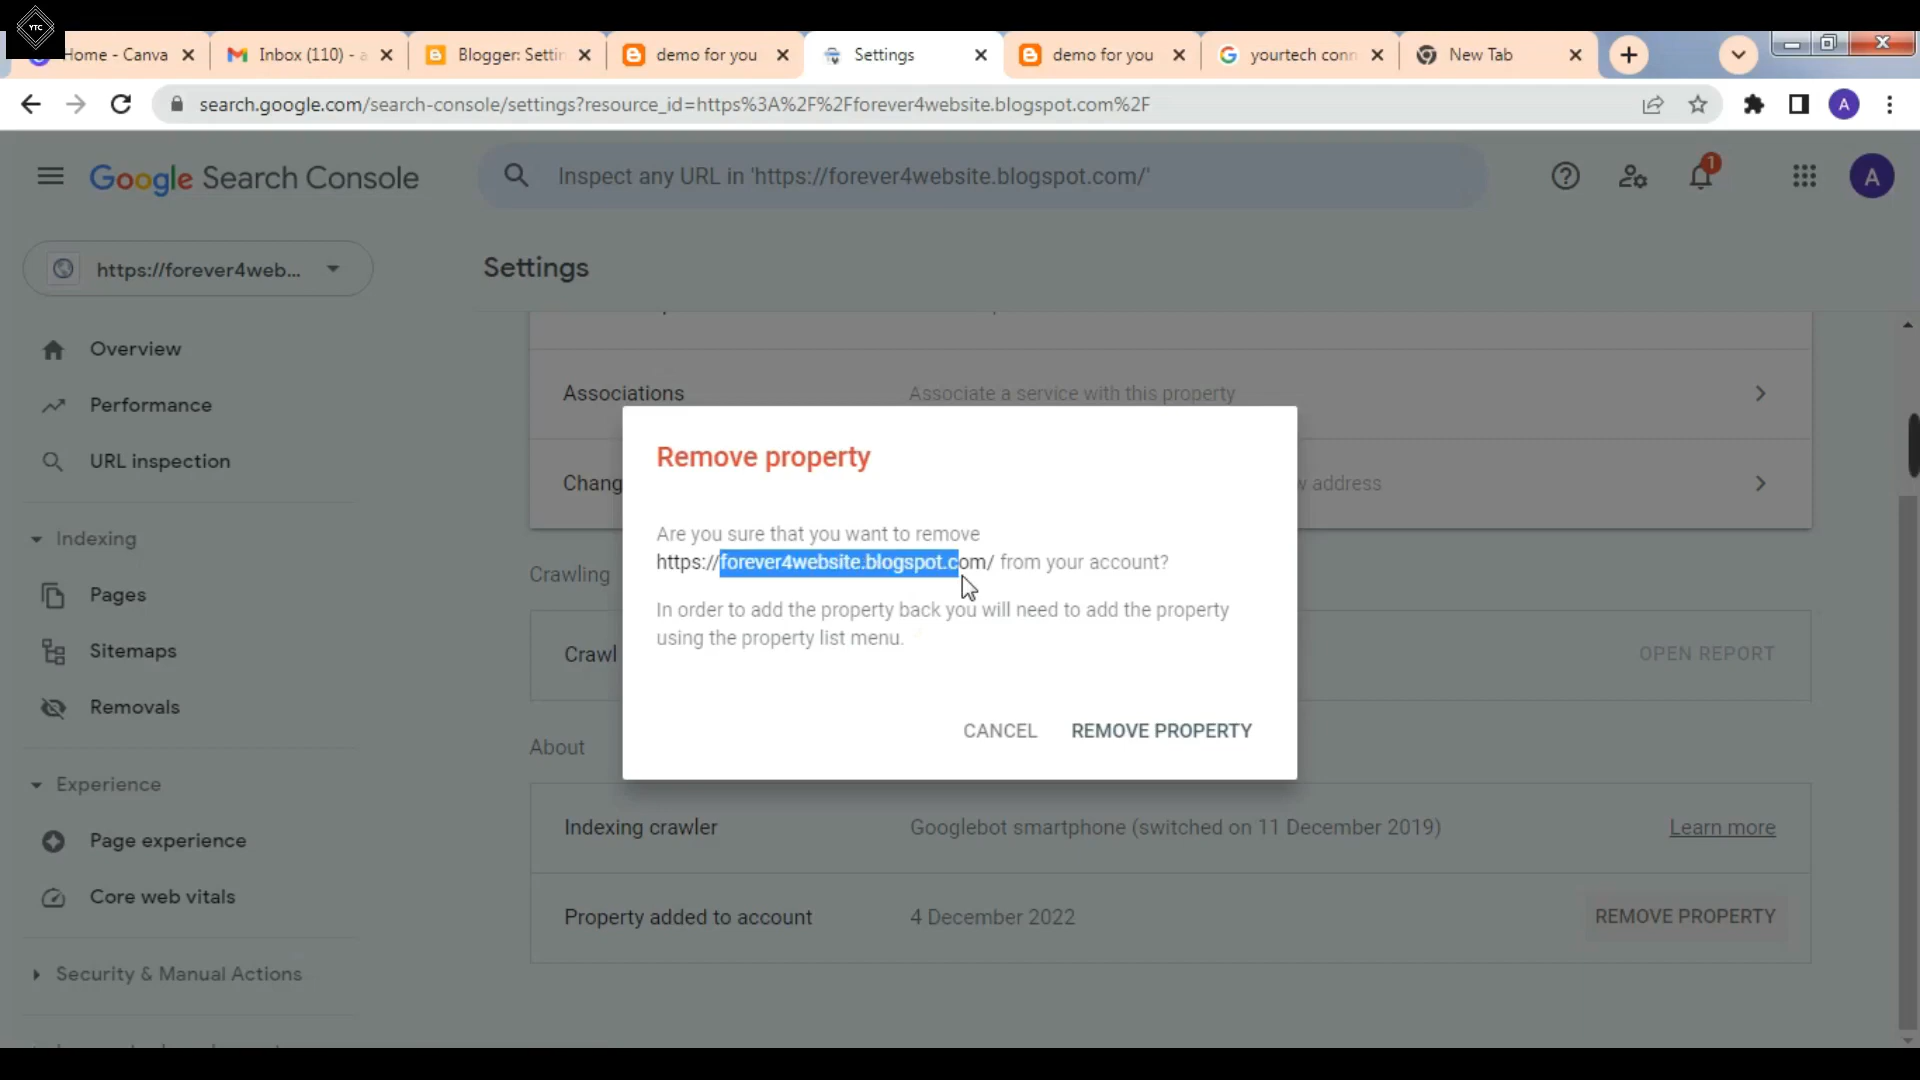 YTC
Home - Canva
Inbox (110) - a
Blogger: Settin
demo for you
Settings
demo for you
yourtech conn
New Tab
search.google.com/search-console/settings?resource_id=https%3A%2F%2Fforever4website.blogspot.com%2F
A
Google Search Console
Inspect any URL in 'https://forever4website.blogspot.com/'
1
A
https://forever4web...
Settings
Overview
Performance
URL inspection
Indexing
Pages
Sitemaps
Removals
Experience
Page experience
Core web vitals
Security & Manual Actions
Associations
Associate a service with this property
Chang
w address
Crawling
Crawl
OPEN REPORT
About
Indexing crawler
Googlebot smartphone (switched on 11 December 2019)
Learn more
Property added to account
4 December 2022
REMOVE PROPERTY
Remove property
Are you sure that you want to remove
https://forever4website.blogspot.com/ from your account?
In order to add the property back you will need to add the property
using the property list menu.
CANCEL
REMOVE PROPERTY